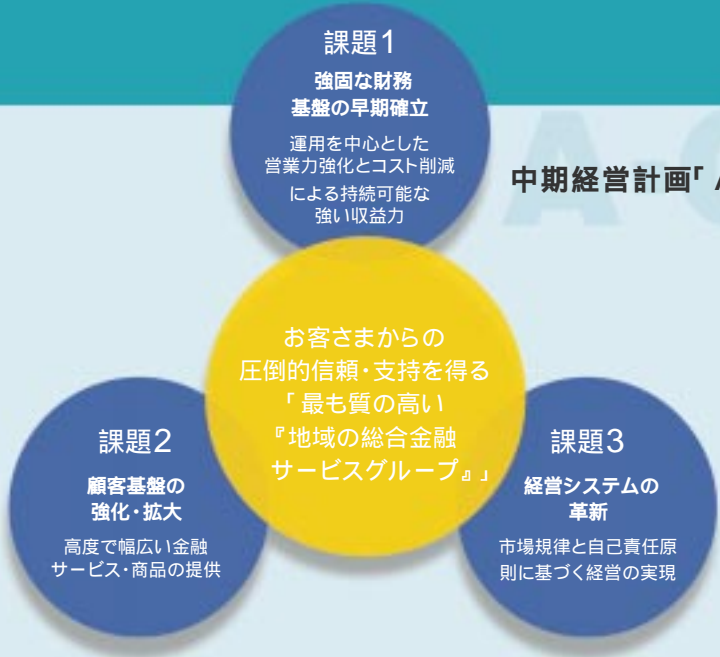 課題1
強固な財務
基盤の早期確立
運用を中心とした
営業力強化とコスト削減
による持続可能な
強い収益力
中期経営計画「
お客さまからの
圧倒的信頼・支持を得る
「最も質の高い
『地域の総合金融
サービスグループ』」
課題2
顧客基盤の
強化・拡大
高度で幅広い金融
サービス・商品の提供
課題3
経営システムの
革新
市場規律と自己責任原
則に基づく経営の実現